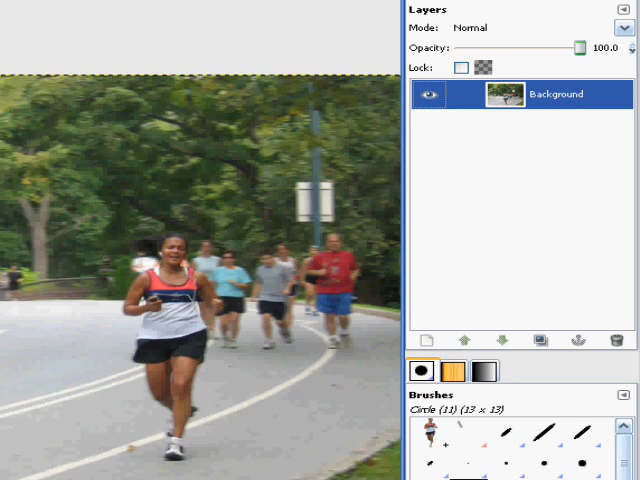 Layers
Mode: Normal
Opacity: 100.0
Lock:
Background
Brushes
Circle (11) (13 x 13)